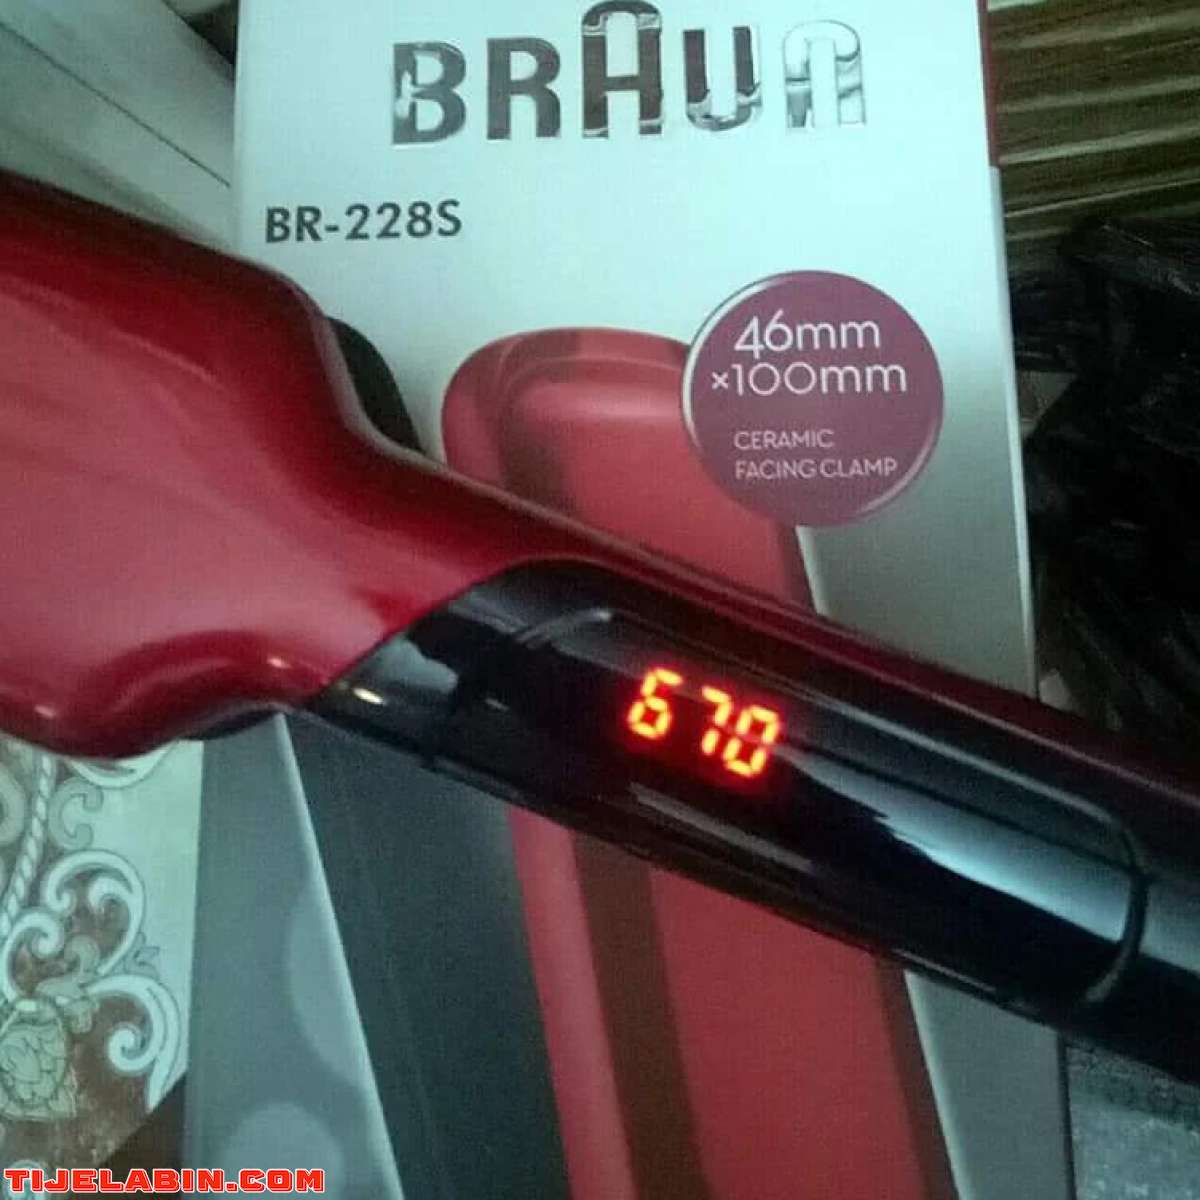 BRAUN
BR-228S
46mm
×100mm
CERAMIC
FACING CLAMP
670
TIJELABIN.COM